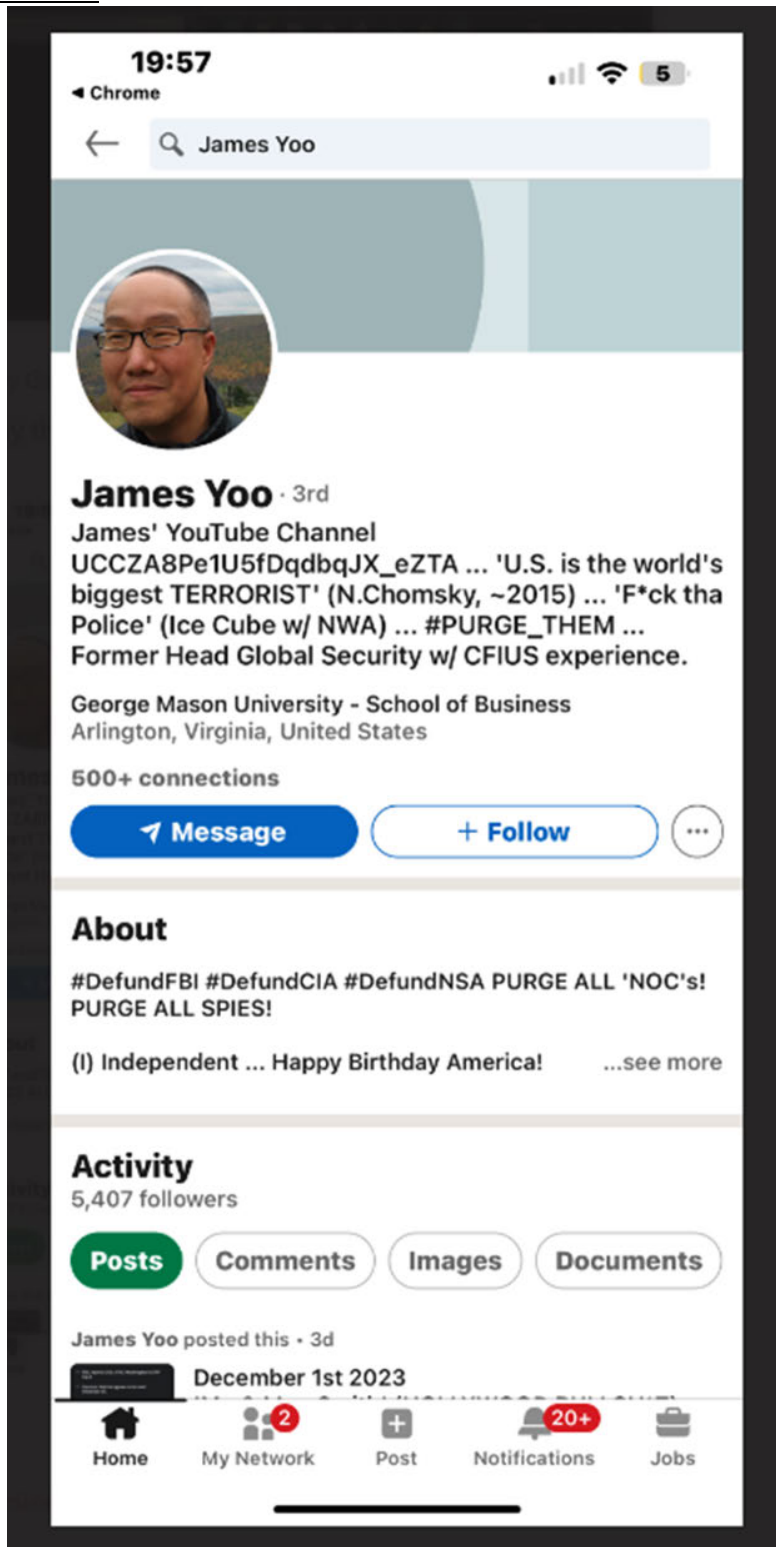 19:57
5
◀ Chrome
James Yoo
James Yoo · 3rd
James' YouTube Channel
UCCZA8Pe1U5fDqdbqJX_eZTA ... 'U.S. is the world's
biggest TERRORIST' (N.Chomsky, ~2015) ... 'F*ck tha
Police' (Ice Cube w/ NWA) ... #PURGE_THEM ...
Former Head Global Security w/ CFIUS experience.
George Mason University - School of Business
Arlington, Virginia, United States
500+ connections
Message
+ Follow
About
#DefundFBI #DefundCIA #DefundNSA PURGE ALL 'NOC's!
PURGE ALL SPIES!
(I) Independent ... Happy Birthday America! ...see more
Activity
5,407 followers
Posts Comments Images Documents
James Yoo posted this • 3d
December 1st 2023
2 20+
Home My Network Post Notifications Jobs